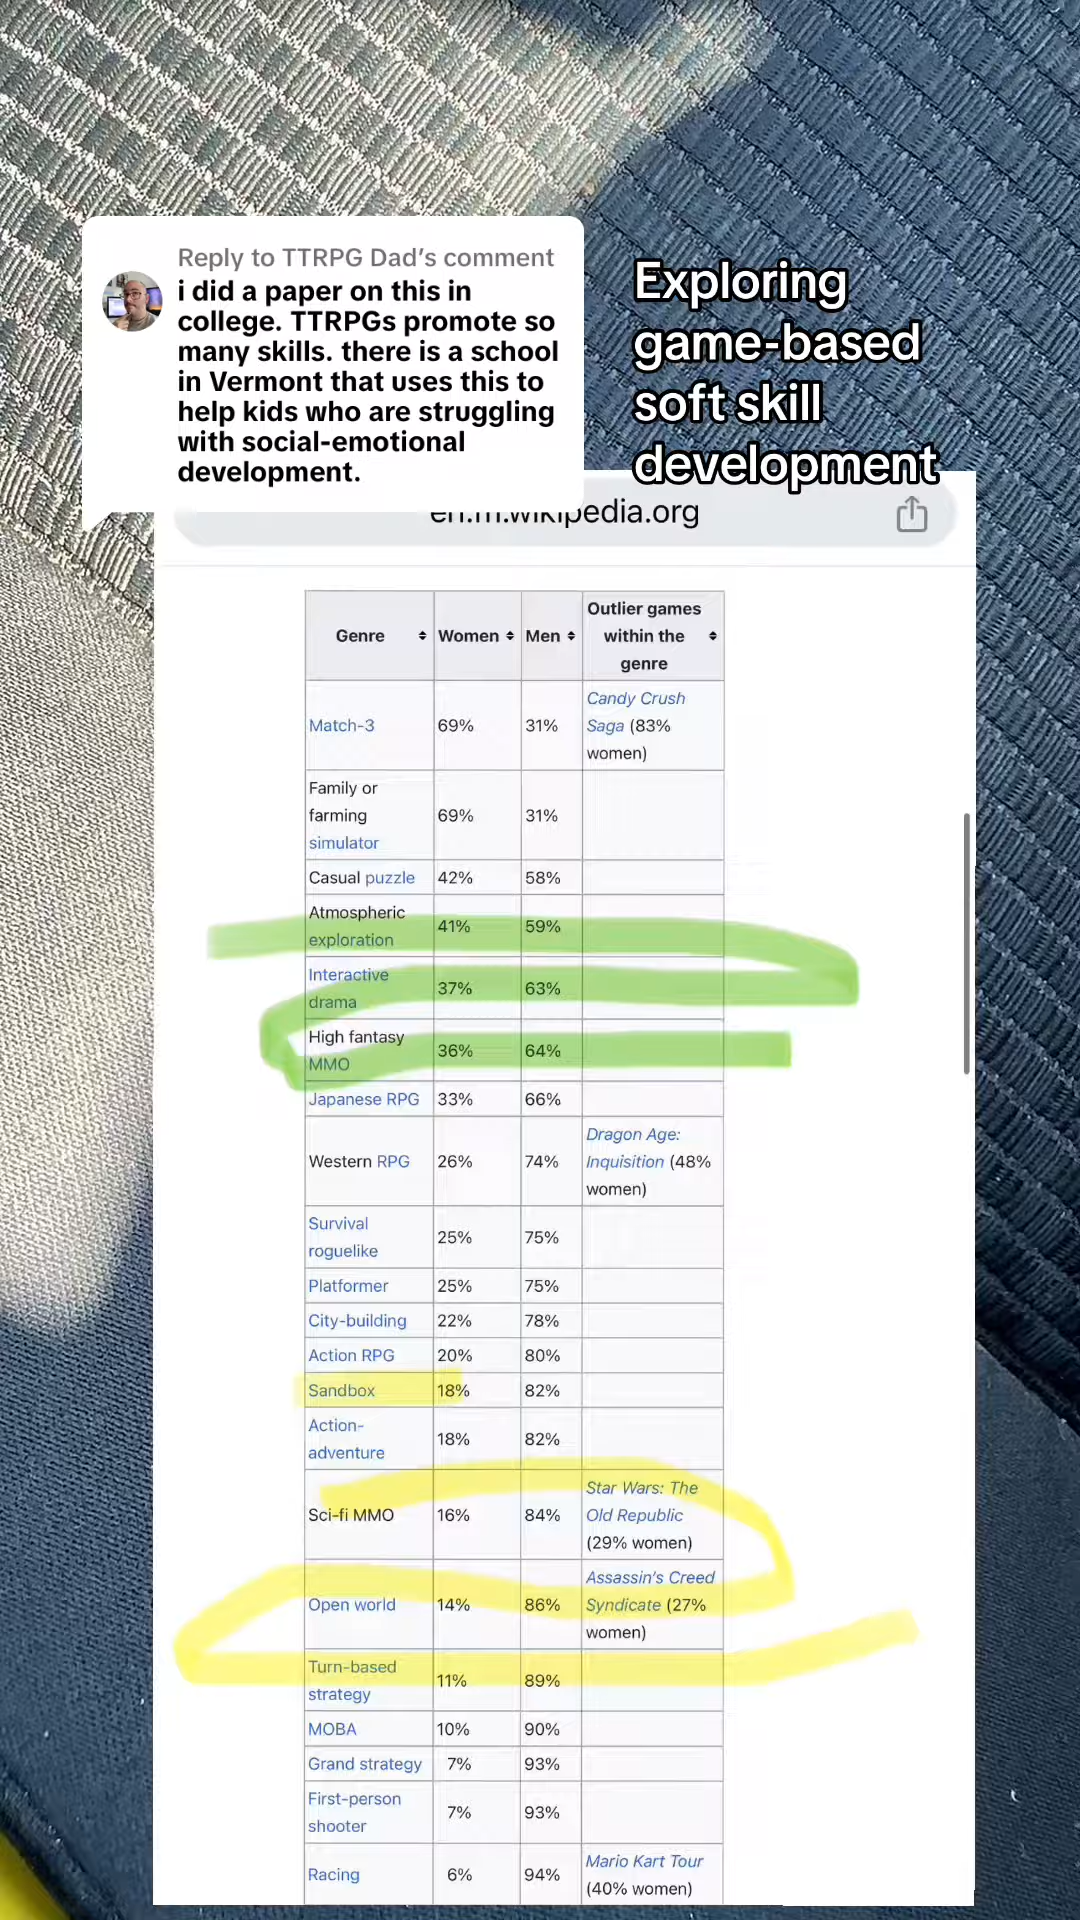 Reply to TTRPG Dad's comment
i did a paper on this in
college. TTRPGs promote so
many skills. there is a school
in Vermont that uses this to
help kids who are struggling
with social-emotional
development.
Exploring
game-based
soft skill
development
en.m.wikipedia.org
Genre Women Men Outlier games within the genre
Match-3 69% 31% Candy Crush Saga (83% women)
Family or farming simulator 69% 31%
Casual puzzle 42% 58%
Atmospheric exploration 41% 59%
Interactive drama 37% 63%
High fantasy MMO 36% 64%
Japanese RPG 33% 66%
Western RPG 26% 74% Dragon Age: Inquisition (48% women)
Survival roguelike 25% 75%
Platformer 25% 75%
City-building 22% 78%
Action RPG 20% 80%
Sandbox 18% 82%
Action-adventure 18% 82%
Sci-fi MMO 16% 84% Star Wars: The Old Republic (29% women)
Open world 14% 86% Assassin's Creed Syndicate (27% women)
Turn-based strategy 11% 89%
MOBA 10% 90%
Grand strategy 7% 93%
First-person shooter 7% 93%
Racing 6% 94% Mario Kart Tour (40% women)